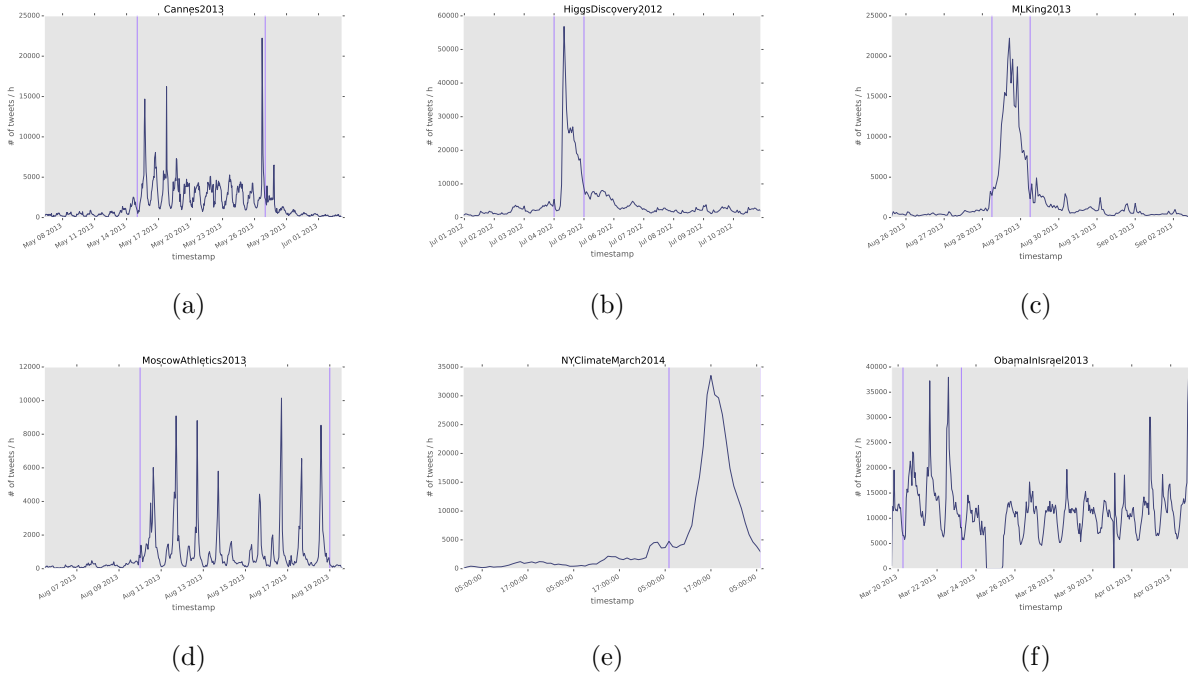 Cannes2013
25000
20000
15000
10000
5000
0
# of tweets / h
May 08 2013
May 11 2013
May 14 2013
May 17 2013
May 20 2013
May 23 2013
May 26 2013
May 29 2013
Jun 01 2013
timestamp
(a)
HiggsDiscovery2012
60000
50000
40000
30000
20000
10000
0
# of tweets / h
Jul 01 2012
Jul 02 2012
Jul 03 2012
Jul 04 2012
Jul 05 2012
Jul 06 2012
Jul 07 2012
Jul 08 2012
Jul 09 2012
Jul 10 2012
timestamp
(b)
MLKing2013
25000
20000
15000
10000
5000
0
# of tweets / h
Aug 26 2013
Aug 27 2013
Aug 28 2013
Aug 29 2013
Aug 30 2013
Aug 31 2013
Sep 01 2013
Sep 02 2013
timestamp
(c)
MoscowAthletics2013
12000
10000
8000
6000
4000
2000
0
# of tweets / h
Aug 07 2013
Aug 09 2013
Aug 11 2013
Aug 13 2013
Aug 15 2013
Aug 17 2013
Aug 19 2013
timestamp
(d)
NYClimateMarch2014
35000
30000
25000
20000
15000
10000
5000
0
# of tweets / h
05:00:00
17:00:00
05:00:00
17:00:00
05:00:00
17:00:00
05:00:00
timestamp
(e)
ObamaInIsrael2013
40000
35000
30000
25000
20000
15000
10000
5000
0
# of tweets / h
Mar 20 2013
Mar 22 2013
Mar 24 2013
Mar 26 2013
Mar 28 2013
Mar 30 2013
Apr 01 2013
Apr 03 2013
timestamp
(f)